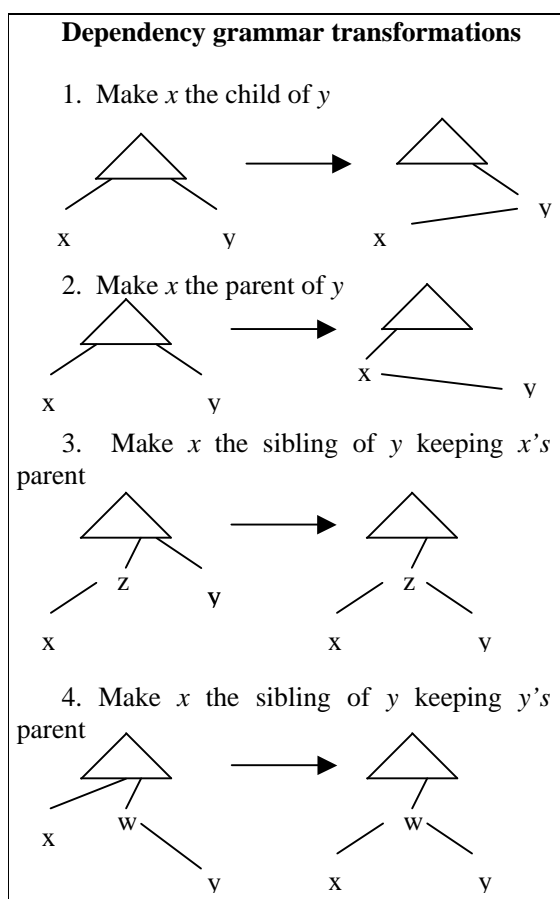 Dependency grammar transformations
1. Make x the child of y
x y x y
2. Make x the parent of y
x y x y
3. Make x the sibling of y keeping x's
parent
z y z
x x y
4. Make x the sibling of y keeping y's
parent
x w w
y x y